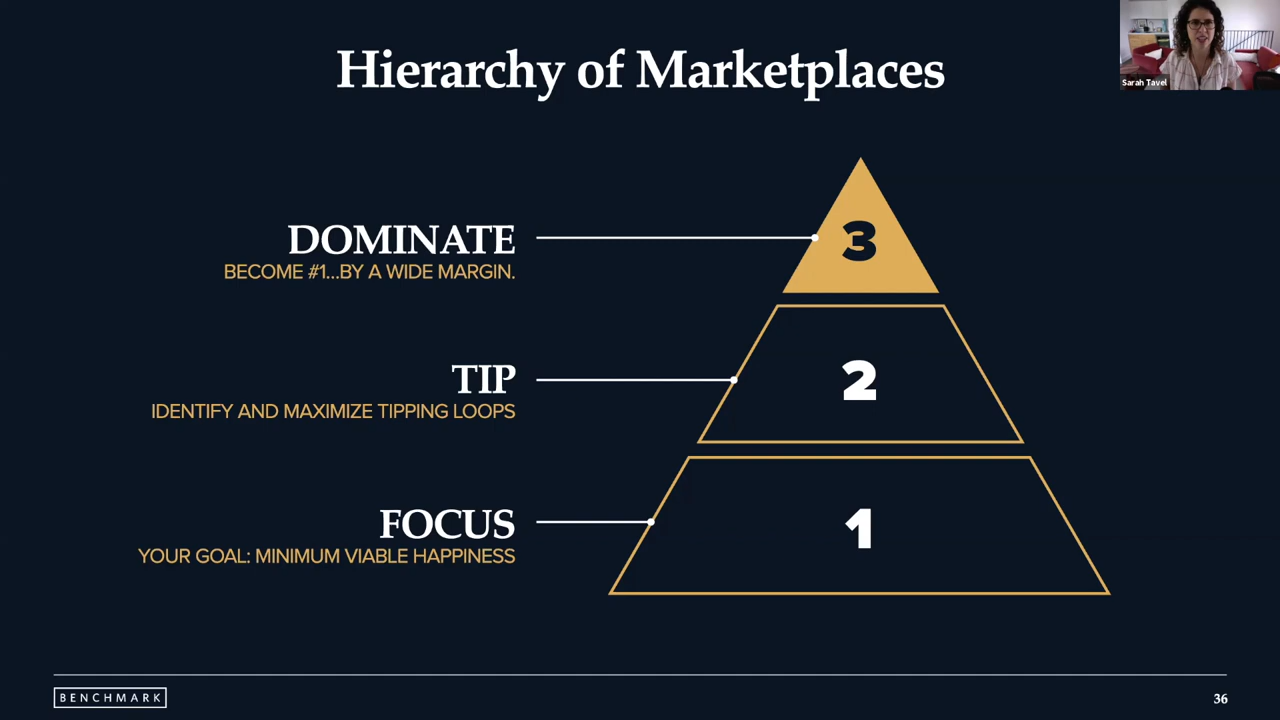 Hierarchy of Marketplaces
Sarah Tavel
DOMINATE
BECOME #1...BY A WIDE MARGIN.
3
TIP
IDENTIFY AND MAXIMIZE TIPPING LOOPS
2
FOCUS
YOUR GOAL: MINIMUM VIABLE HAPPINESS
1
BENCHMARK
36